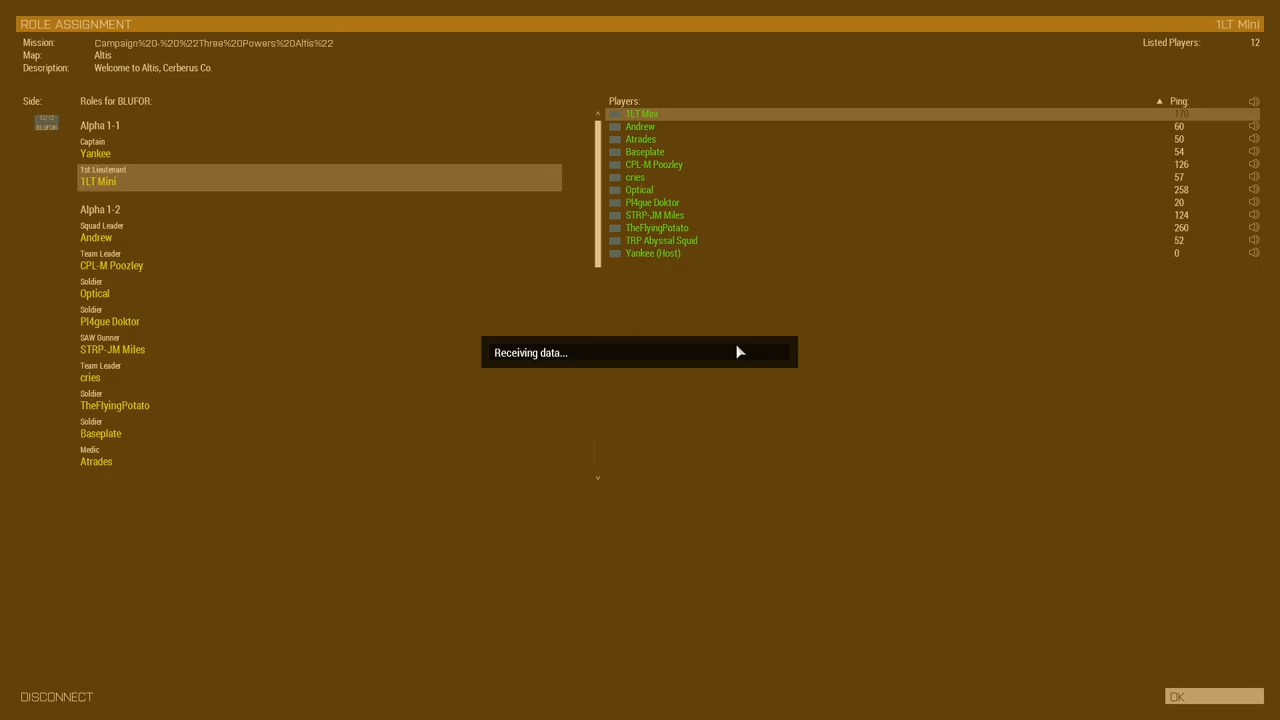 ROLE ASSIGNMENT 1LT Mini
Mission: Campaign%20-%20%22Three%20Powers%20Altis%22 Listed Players: 12
Map: Altis
Description: Welcome to Altis, Cerberus Co.
Side: Roles for BLUFOR:
12/12
BLUFOR
Alpha 1-1
Captain
Yankee
1st Lieutenant
1LT Mini
Alpha 1-2
Squad Leader
Andrew
Team Leader
CPL-M Poozley
Soldier
Optical
Soldier
Pl4gue Doktor
SAW Gunner
STRP-JM Miles
Team Leader
cries
Soldier
TheFlyingPotato
Soldier
Baseplate
Medic
Atrades
Players: Ping:
1LT Mini 170
Andrew 60
Atrades 50
Baseplate 54
CPL-M Poozley 126
cries 57
Optical 258
Pl4gue Doktor 20
STRP-JM Miles 124
TheFlyingPotato 260
TRP Abyssal Squid 52
Yankee (Host) 0
Receiving data...
DISCONNECT OK